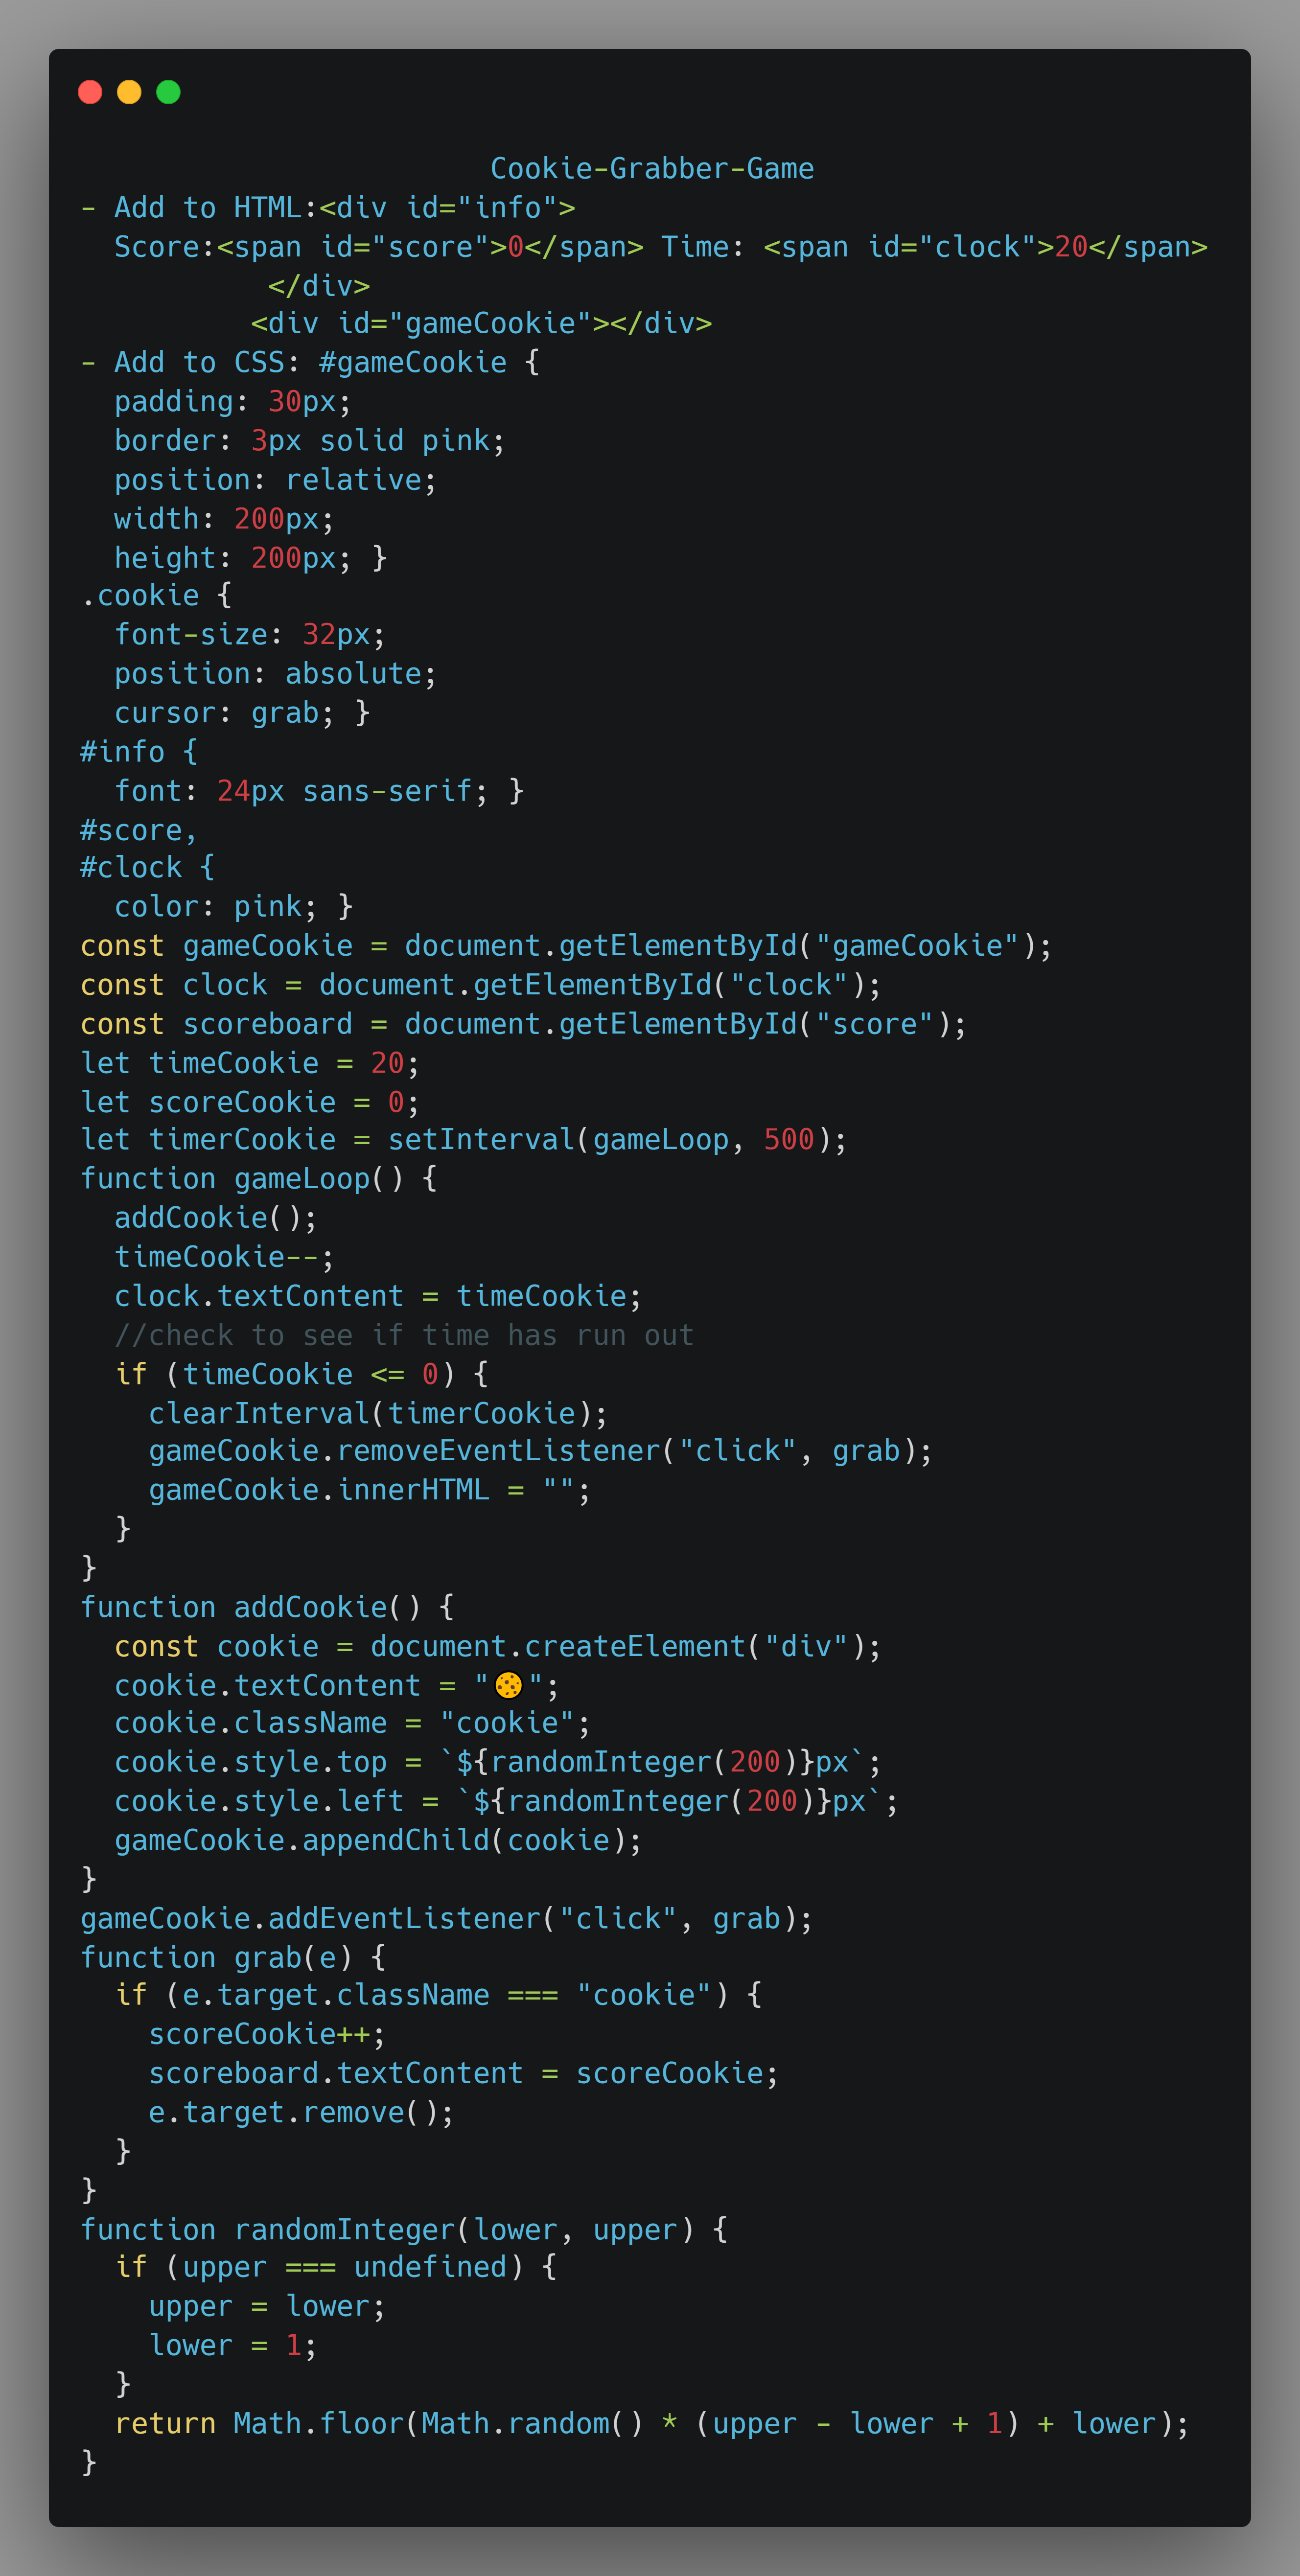 Cookie-Grabber-Game
- Add to HTML:<div id="info">
  Score:<span id="score">0</span> Time: <span id="clock">20</span>
           </div>
          <div id="gameCookie"></div>
- Add to CSS: #gameCookie {
  padding: 30px;
  border: 3px solid pink;
  position: relative;
  width: 200px;
  height: 200px; }
.cookie {
  font-size: 32px;
  position: absolute;
  cursor: grab; }
#info {
  font: 24px sans-serif; }
#score,
#clock {
  color: pink; }
const gameCookie = document.getElementById("gameCookie");
const clock = document.getElementById("clock");
const scoreboard = document.getElementById("score");
let timeCookie = 20;
let scoreCookie = 0;
let timerCookie = setInterval(gameLoop, 500);
function gameLoop() {
  addCookie();
  timeCookie--;
  clock.textContent = timeCookie;
  //check to see if time has run out
  if (timeCookie <= 0) {
    clearInterval(timerCookie);
    gameCookie.removeEventListener("click", grab);
    gameCookie.innerHTML = "";
  }
}
function addCookie() {
  const cookie = document.createElement("div");
  cookie.textContent = "🍪";
  cookie.className = "cookie";
  cookie.style.top = `${randomInteger(200)}px`;
  cookie.style.left = `${randomInteger(200)}px`;
  gameCookie.appendChild(cookie);
}
gameCookie.addEventListener("click", grab);
function grab(e) {
  if (e.target.className === "cookie") {
    scoreCookie++;
    scoreboard.textContent = scoreCookie;
    e.target.remove();
  }
}
function randomInteger(lower, upper) {
  if (upper === undefined) {
    upper = lower;
    lower = 1;
  }
  return Math.floor(Math.random() * (upper - lower + 1) + lower);
}